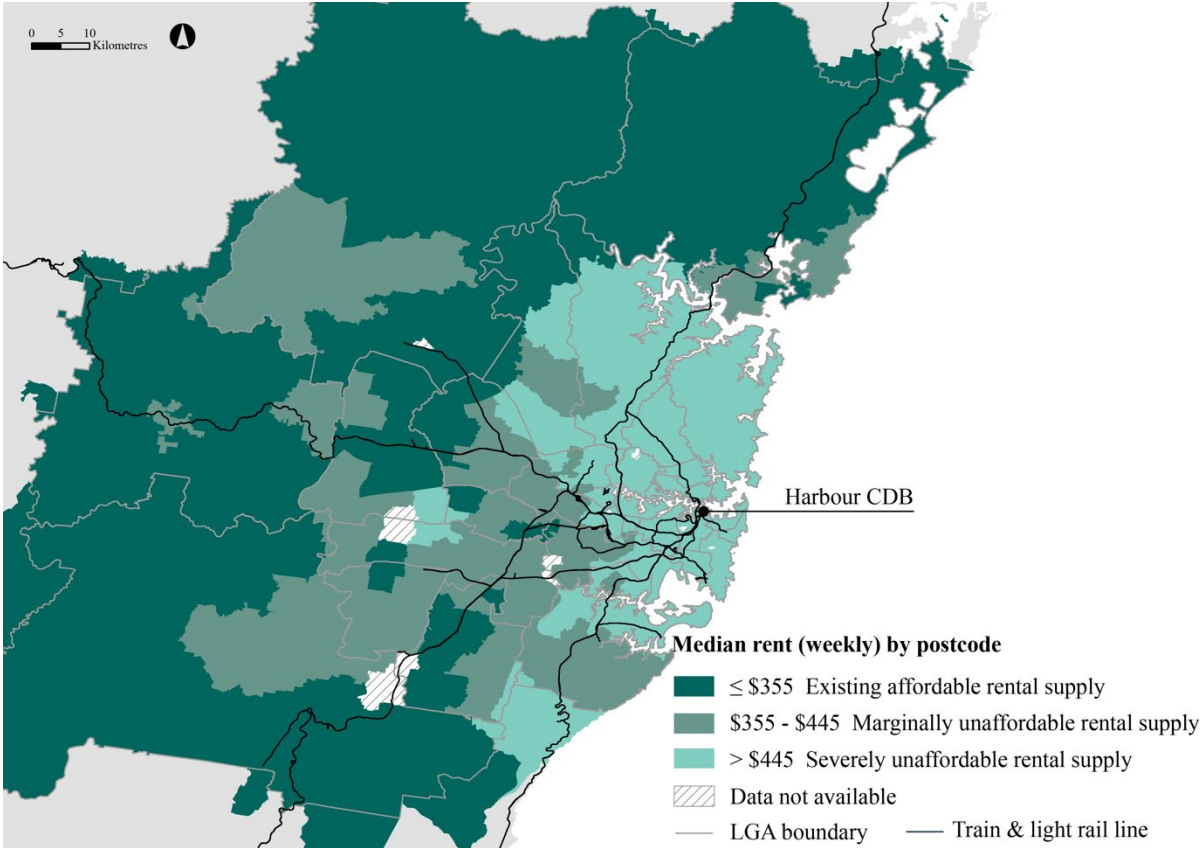 0 5 10
Kilometres
Harbour CDB
Median rent (weekly) by postcode
≤ $355 Existing affordable rental supply
$355 - $445 Marginally unaffordable rental supply
> $445 Severely unaffordable rental supply
Data not available
LGA boundary
Train & light rail line